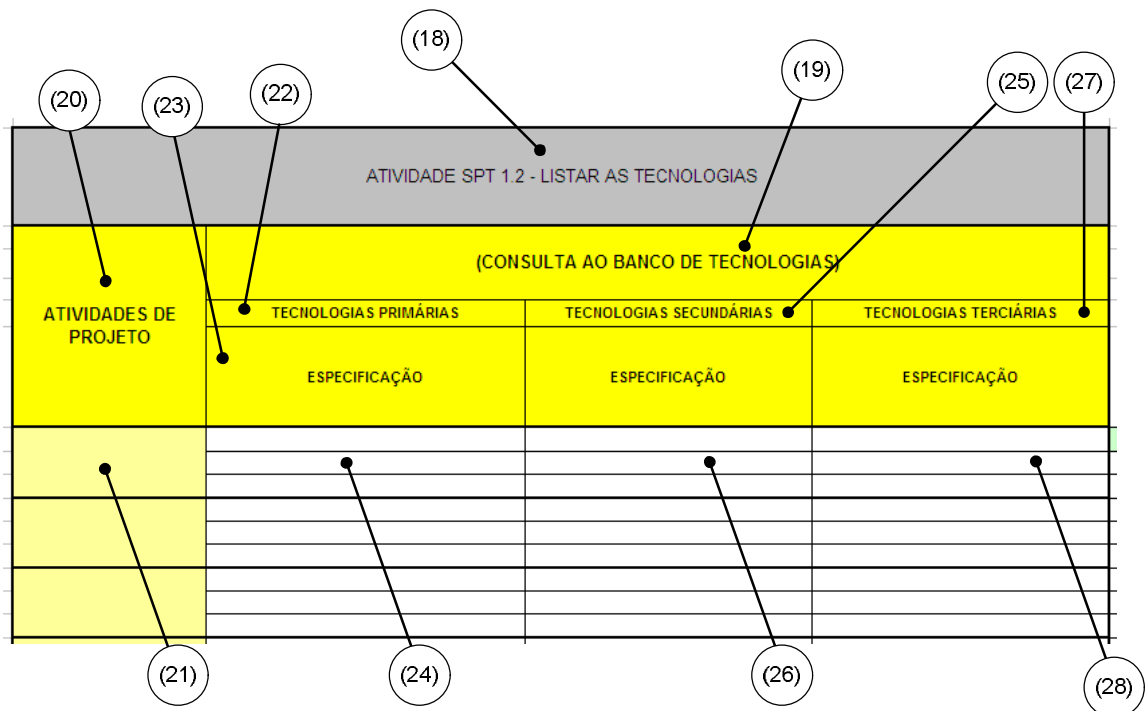 (18)
(19)
(25)
(27)
(22)
(20)
(23)
ATIVIDADE SPT 1.2 - LISTAR AS TECNOLOGIAS
(CONSULTA AO BANCO DE TECNOLOGIAS)
ATIVIDADES DE
PROJETO
TECNOLOGIAS PRIMÁRIAS
TECNOLOGIAS SECUNDÁRIAS
TECNOLOGIAS TERCIÁRIAS
ESPECIFICAÇÃO
ESPECIFICAÇÃO
ESPECIFICAÇÃO
(21)
(24)
(26)
(28)